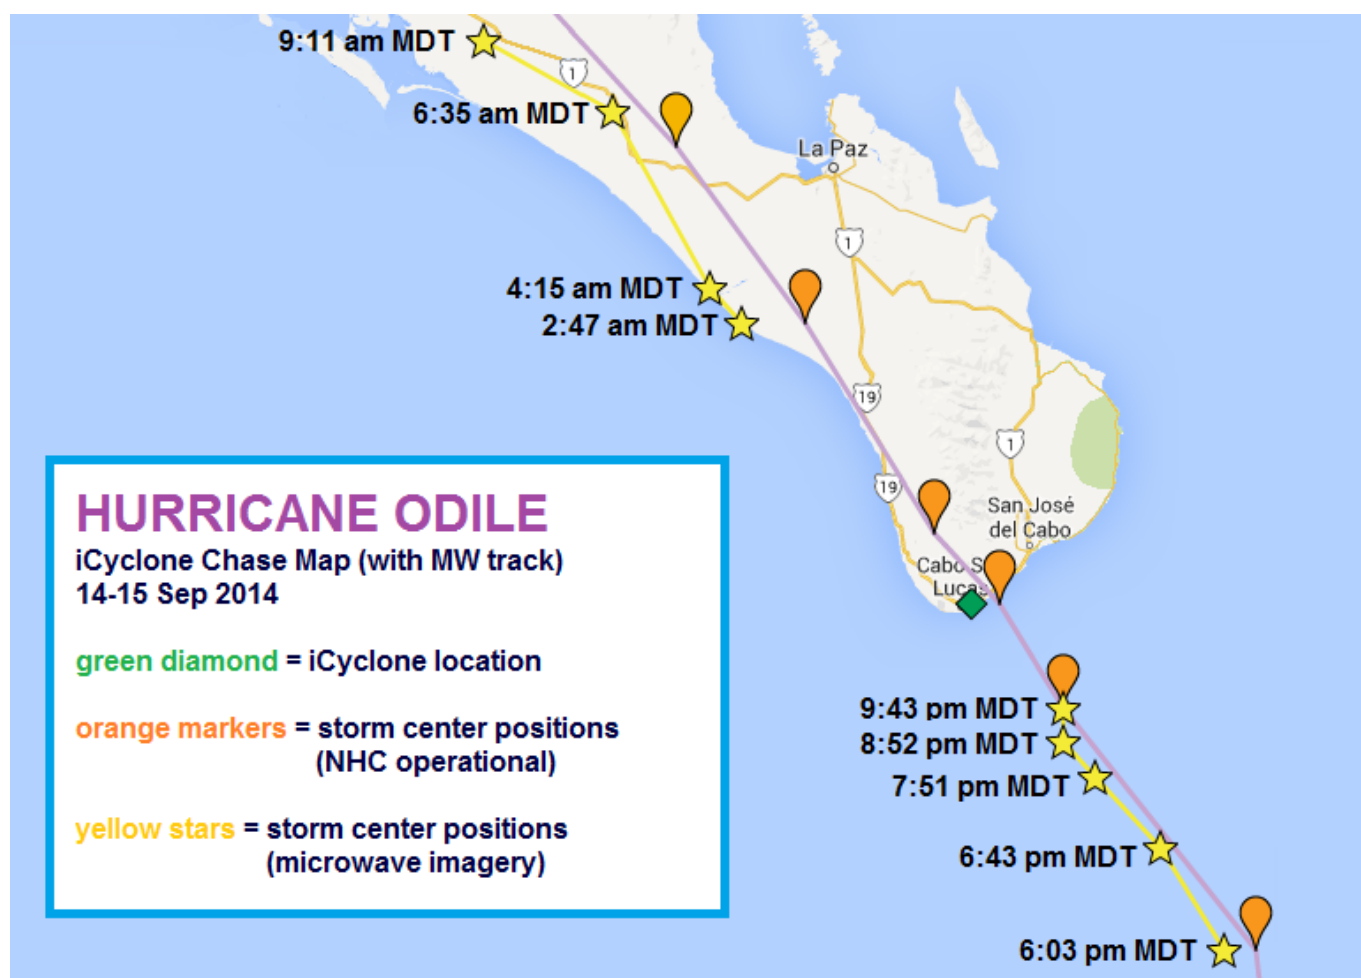 9:11 am MDT
1
6:35 am MDT
La Paz
1
4:15 am MDT
2:47 am MDT
19
1
19
San José
del Cabo
Cabo S
Lucas
HURRICANE ODILE
iCyclone Chase Map (with MW track)
14-15 Sep 2014
green diamond = iCyclone location
orange markers = storm center positions
(NHC operational)
yellow stars = storm center positions
(microwave imagery)
9:43 pm MDT
8:52 pm MDT
7:51 pm MDT
6:43 pm MDT
6:03 pm MDT